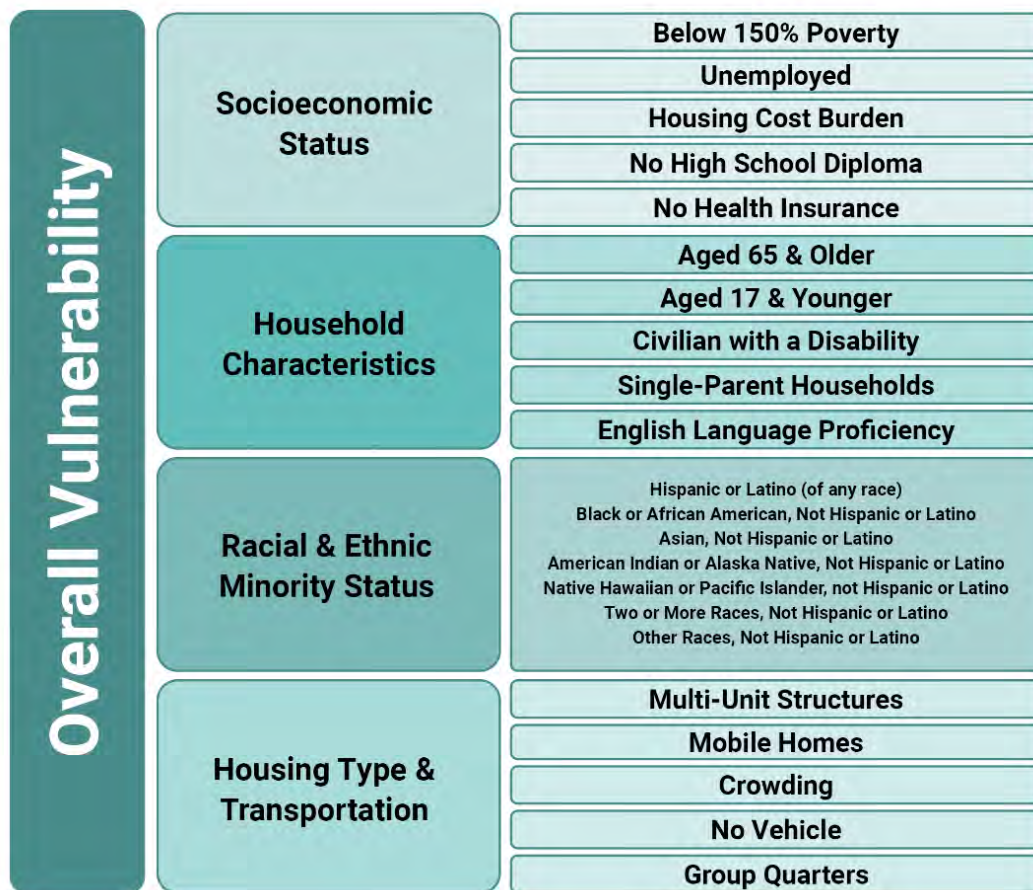 Overall Vulnerability
Socioeconomic
Status
Below 150% Poverty
Unemployed
Housing Cost Burden
No High School Diploma
No Health Insurance
Household
Characteristics
Aged 65 & Older
Aged 17 & Younger
Civilian with a Disability
Single-Parent Households
English Language Proficiency
Racial & Ethnic
Minority Status
Hispanic or Latino (of any race)
Black or African American, Not Hispanic or Latino
Asian, Not Hispanic or Latino
American Indian or Alaska Native, Not Hispanic or Latino
Native Hawaiian or Pacific Islander, not Hispanic or Latino
Two or More Races, Not Hispanic or Latino
Other Races, Not Hispanic or Latino
Housing Type &
Transportation
Multi-Unit Structures
Mobile Homes
Crowding
No Vehicle
Group Quarters